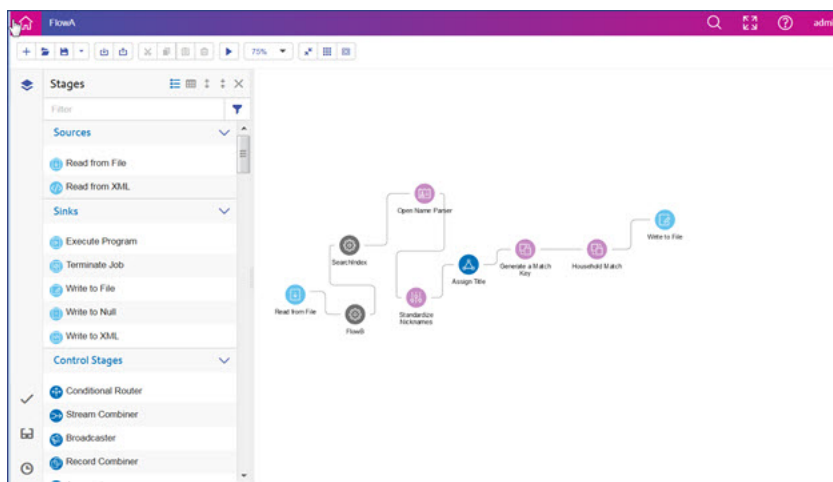 FlowA
admi
75%
Stages
Filter
Sources
Read from File
Read from XML
Sinks
Execute Program
Terminate Job
Write to File
Write to Null
Write to XML
Control Stages
Conditional Router
Stream Combiner
Broadcaster
Record Combiner
Open Name Parser
Write to File
SearchIndex
Generate a Match
Key
Household Match
Assign Title
Read from File
FlowB
Standardize
Nicknames